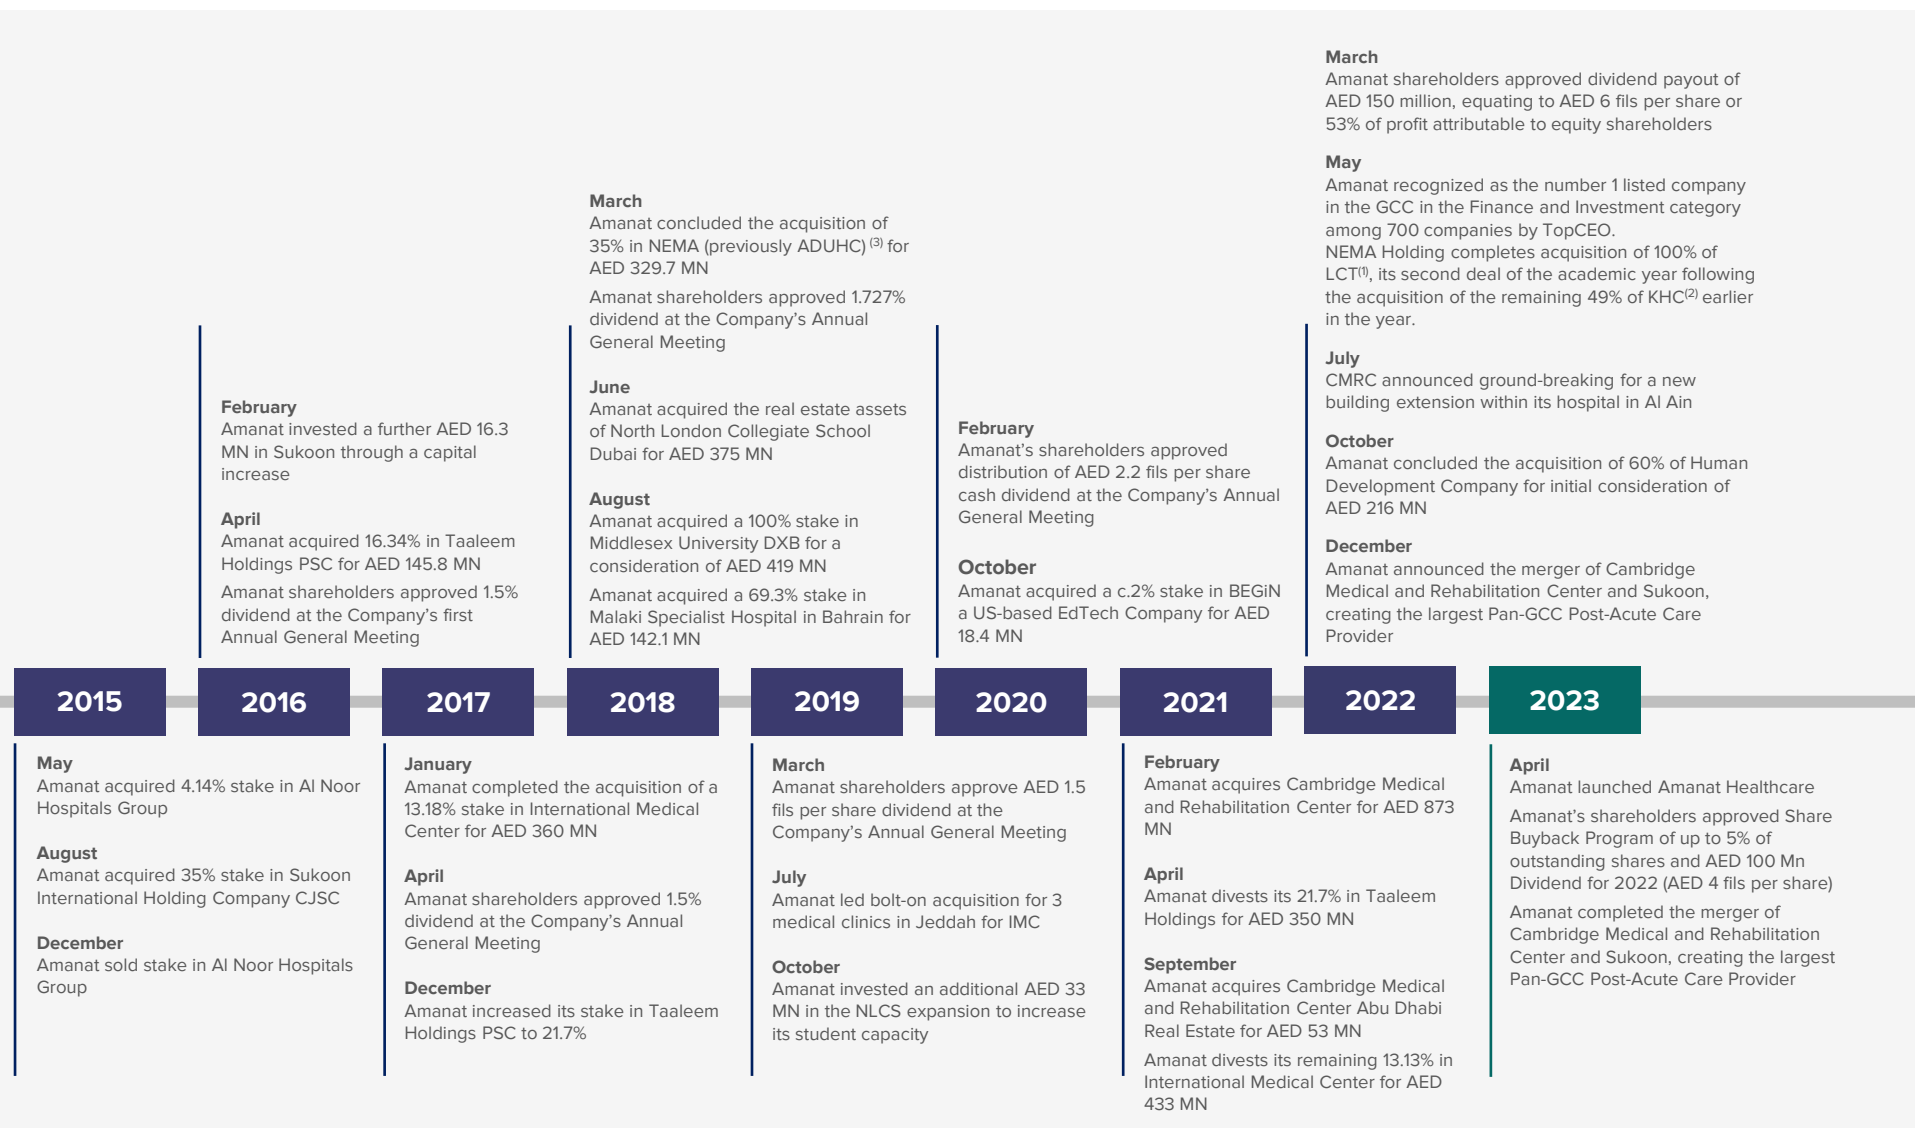 2015
May
Amanat acquired 4.14% stake in Al Noor
Hospitals Group
August
Amanat acquired 35% stake in Sukoon
International Holding Company CJSC
December
Amanat sold stake in Al Noor Hospitals
Group
February
Amanat invested a further AED 16.3
MN in Sukoon through a capital
increase
April
Amanat acquired 16.34% in Taaleem
Holdings PSC for AED 145.8 MN
Amanat shareholders approved 1.5%
dividend at the Company’s first
Annual General Meeting
2016
2017
January
Amanat completed the acquisition of a
13.18% stake in International Medical
Center for AED 360 MN
April
Amanat shareholders approved 1.5%
dividend at the Company’s Annual
General Meeting
December
Amanat increased its stake in Taaleem
Holdings PSC to 21.7%
March
Amanat concluded the acquisition of
35% in NEMA (previously ADUHC) (3) for
AED 329.7 MN
Amanat shareholders approved 1.727%
dividend at the Company’s Annual
General Meeting
June
Amanat acquired the real estate assets
of North London Collegiate School
Dubai for AED 375 MN
August
Amanat acquired a 100% stake in
Middlesex University DXB for a
consideration of AED 419 MN
Amanat acquired a 69.3% stake in
Malaki Specialist Hospital in Bahrain for
AED 142.1 MN
2018
2019
March
Amanat shareholders approve AED 1.5
fils per share dividend at the
Company’s Annual General Meeting
July
Amanat led bolt-on acquisition for 3
medical clinics in Jeddah for IMC
October
Amanat invested an additional AED 33
MN in the NLCS expansion to increase
its student capacity
February
Amanat’s shareholders approved
distribution of AED 2.2 fils per share
cash dividend at the Company’s Annual
General Meeting
October
Amanat acquired a c.2% stake in BEGiN
a US-based EdTech Company for AED
18.4 MN
2020
2021
February
Amanat acquires Cambridge Medical
and Rehabilitation Center for AED 873
MN
April
Amanat divests its 21.7% in Taaleem
Holdings for AED 350 MN
September
Amanat acquires Cambridge Medical
and Rehabilitation Center Abu Dhabi
Real Estate for AED 53 MN
Amanat divests its remaining 13.13% in
International Medical Center for AED
433 MN
March
Amanat shareholders approved dividend payout of
AED 150 million, equating to AED 6 fils per share or
53% of profit attributable to equity shareholders
May
Amanat recognized as the number 1 listed company
in the GCC in the Finance and Investment category
among 700 companies by TopCEO.
NEMA Holding completes acquisition of 100% of
LCT(1), its second deal of the academic year following
the acquisition of the remaining 49% of KHC(2) earlier
in the year.
July
CMRC announced ground-breaking for a new
building extension within its hospital in Al Ain
October
Amanat concluded the acquisition of 60% of Human
Development Company for initial consideration of
AED 216 MN
December
Amanat announced the merger of Cambridge
Medical and Rehabilitation Center and Sukoon,
creating the largest Pan-GCC Post-Acute Care
Provider
2022
2023
April
Amanat launched Amanat Healthcare
Amanat’s shareholders approved Share
Buyback Program of up to 5% of
outstanding shares and AED 100 Mn
Dividend for 2022 (AED 4 fils per share)
Amanat completed the merger of
Cambridge Medical and Rehabilitation
Center and Sukoon, creating the largest
Pan-GCC Post-Acute Care Provider